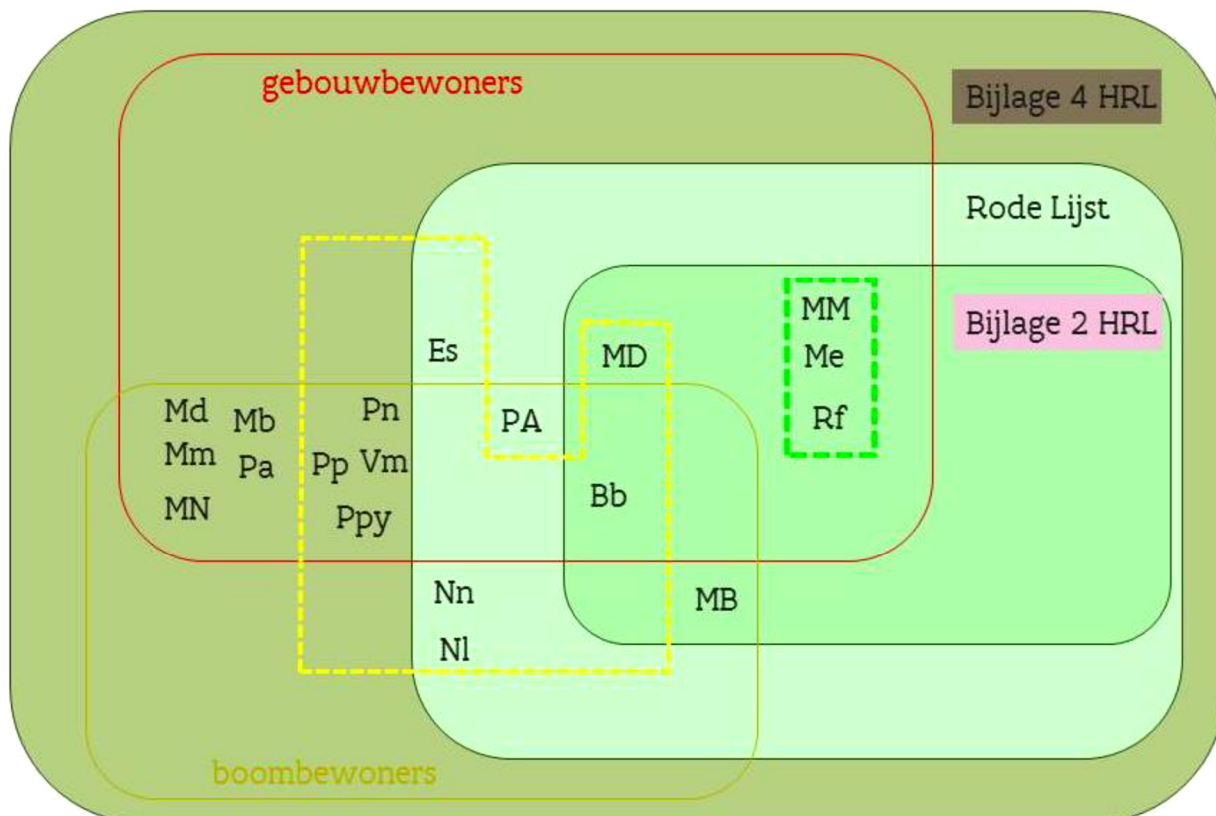 gebouwbewoners
Bijlage 4 HRL
Rode Lijst
MM
Bijlage 2 HRL
Es
MD
Me
Md
Mb
Pn
PA
Rf
Mm
Pa
Pp
Vm
MN
Ppy
Bb
Nn
MB
Nl
boombewoners